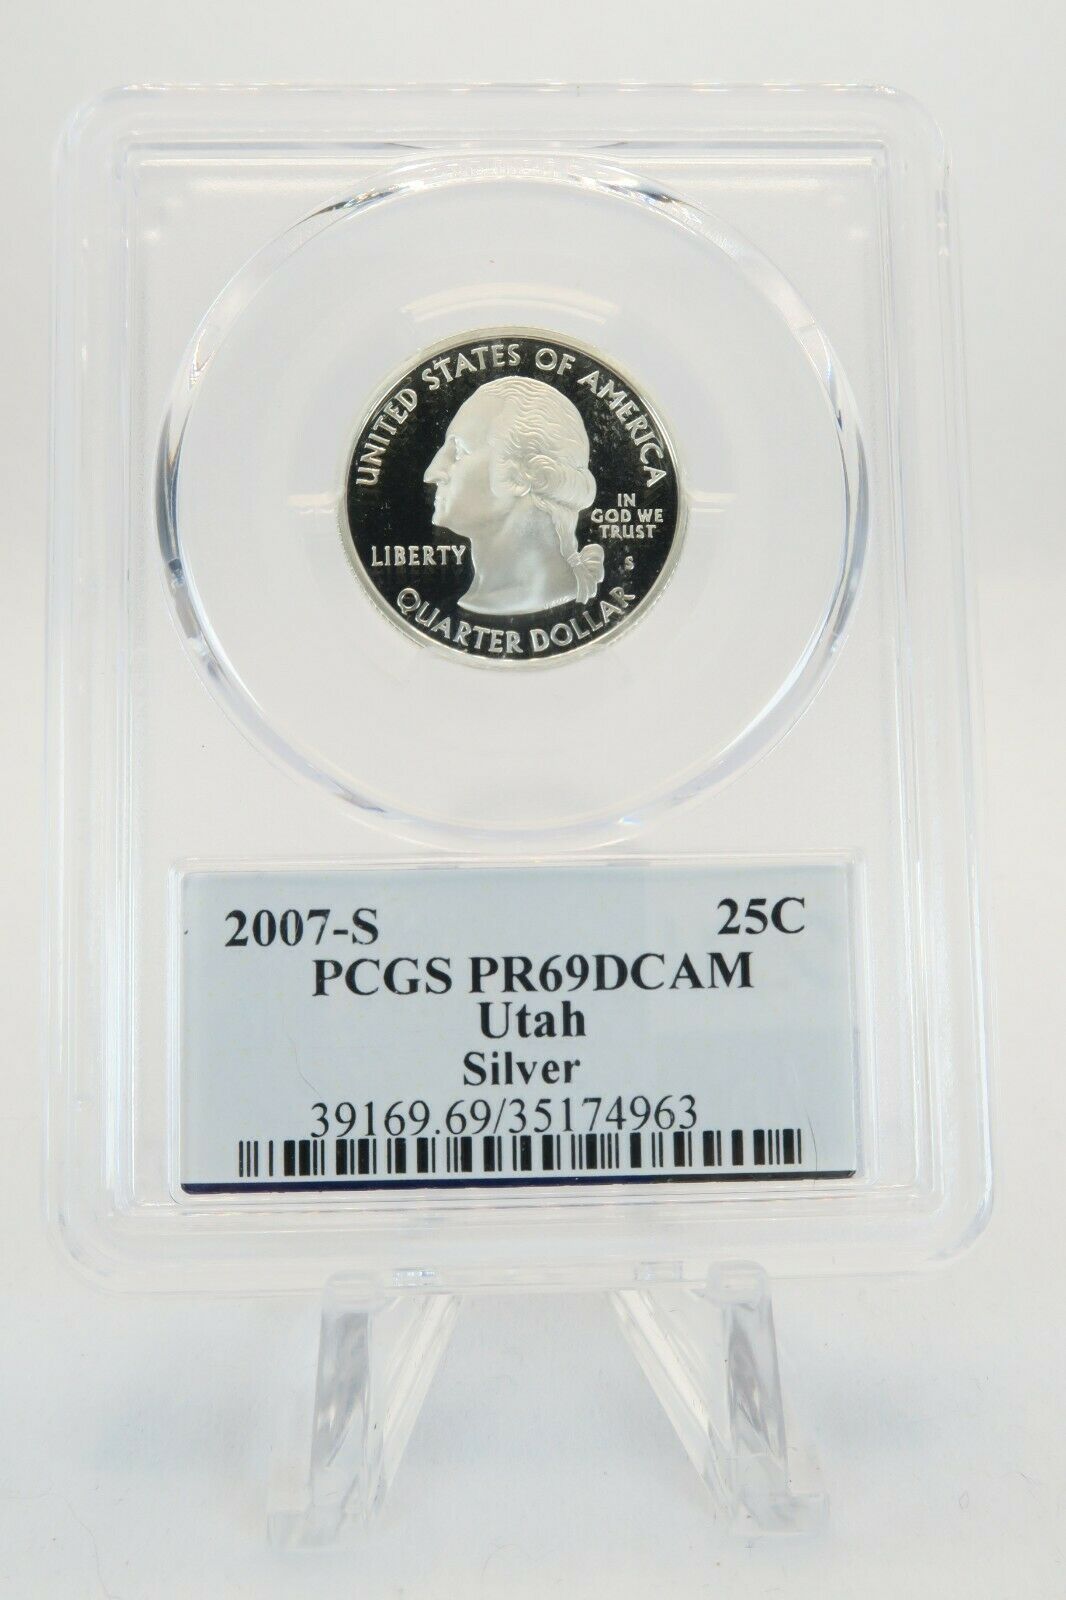 UNITED STATES OF AMERICA
IN
GOD WE
TRUST
LIBERTY
S
QUARTER DOLLAR
2007-S 25C
PCGS PR69DCAM
Utah
Silver
39169.69/35174963